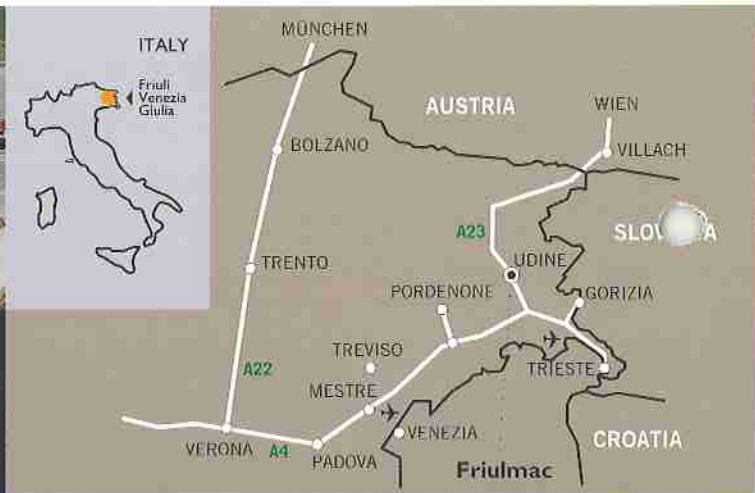 ITALY
Friuli
Venezia
Giulia
MÜNCHEN
AUSTRIA
WIEN
BOLZANO
VILLACH
A23
UDINE
TRENTO
PORDENONE
GORIZIA
TREVISO
A22
MESTRE
TRIESTE
VERONA
A4
PADOVA
VENEZIA
CROATIA
Friulmac